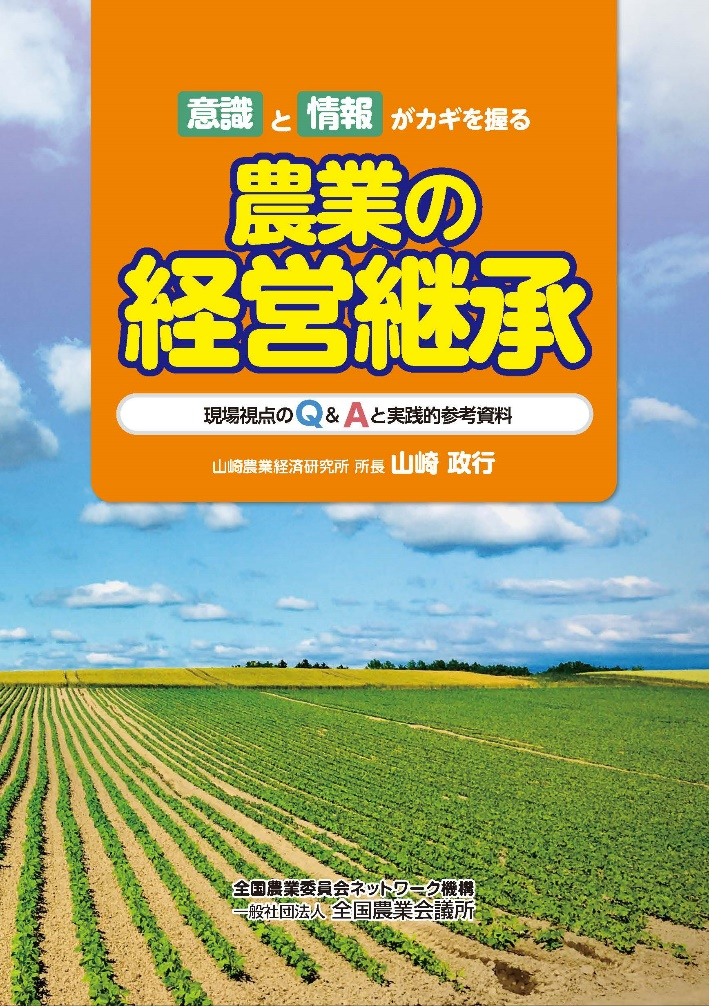 意識と情報がカギを握る
農業の
経営継承
現場視点のQ&Aと実践的参考資料
山崎農業経済研究所 所長 山崎 政行
全国農業委員会ネットワーク機構
一般社団法人 全国農業会議所